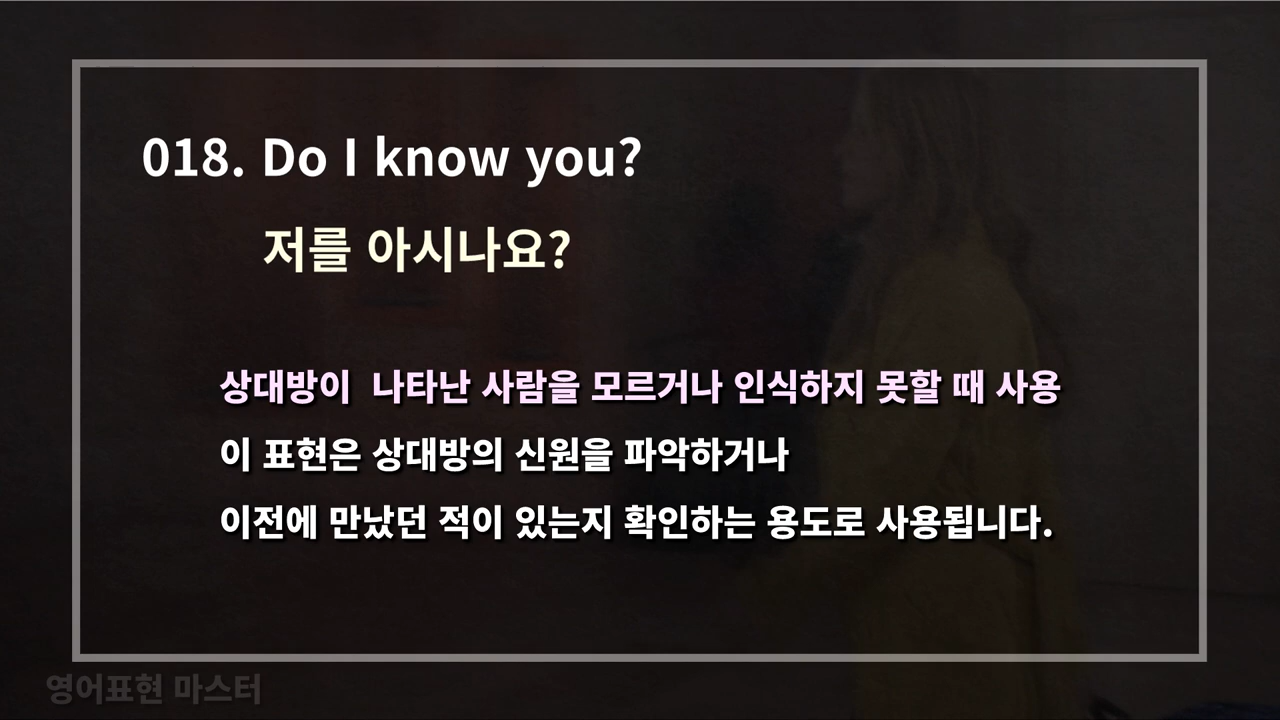 018. Do I know you?
저를 아시나요?
상대방이  나타난 사람을 모르거나 인식하지 못할 때 사용
이 표현은 상대방의 신원을 파악하거나
이전에 만났던 적이 있는지 확인하는 용도로 사용됩니다.
영어표현 마스터